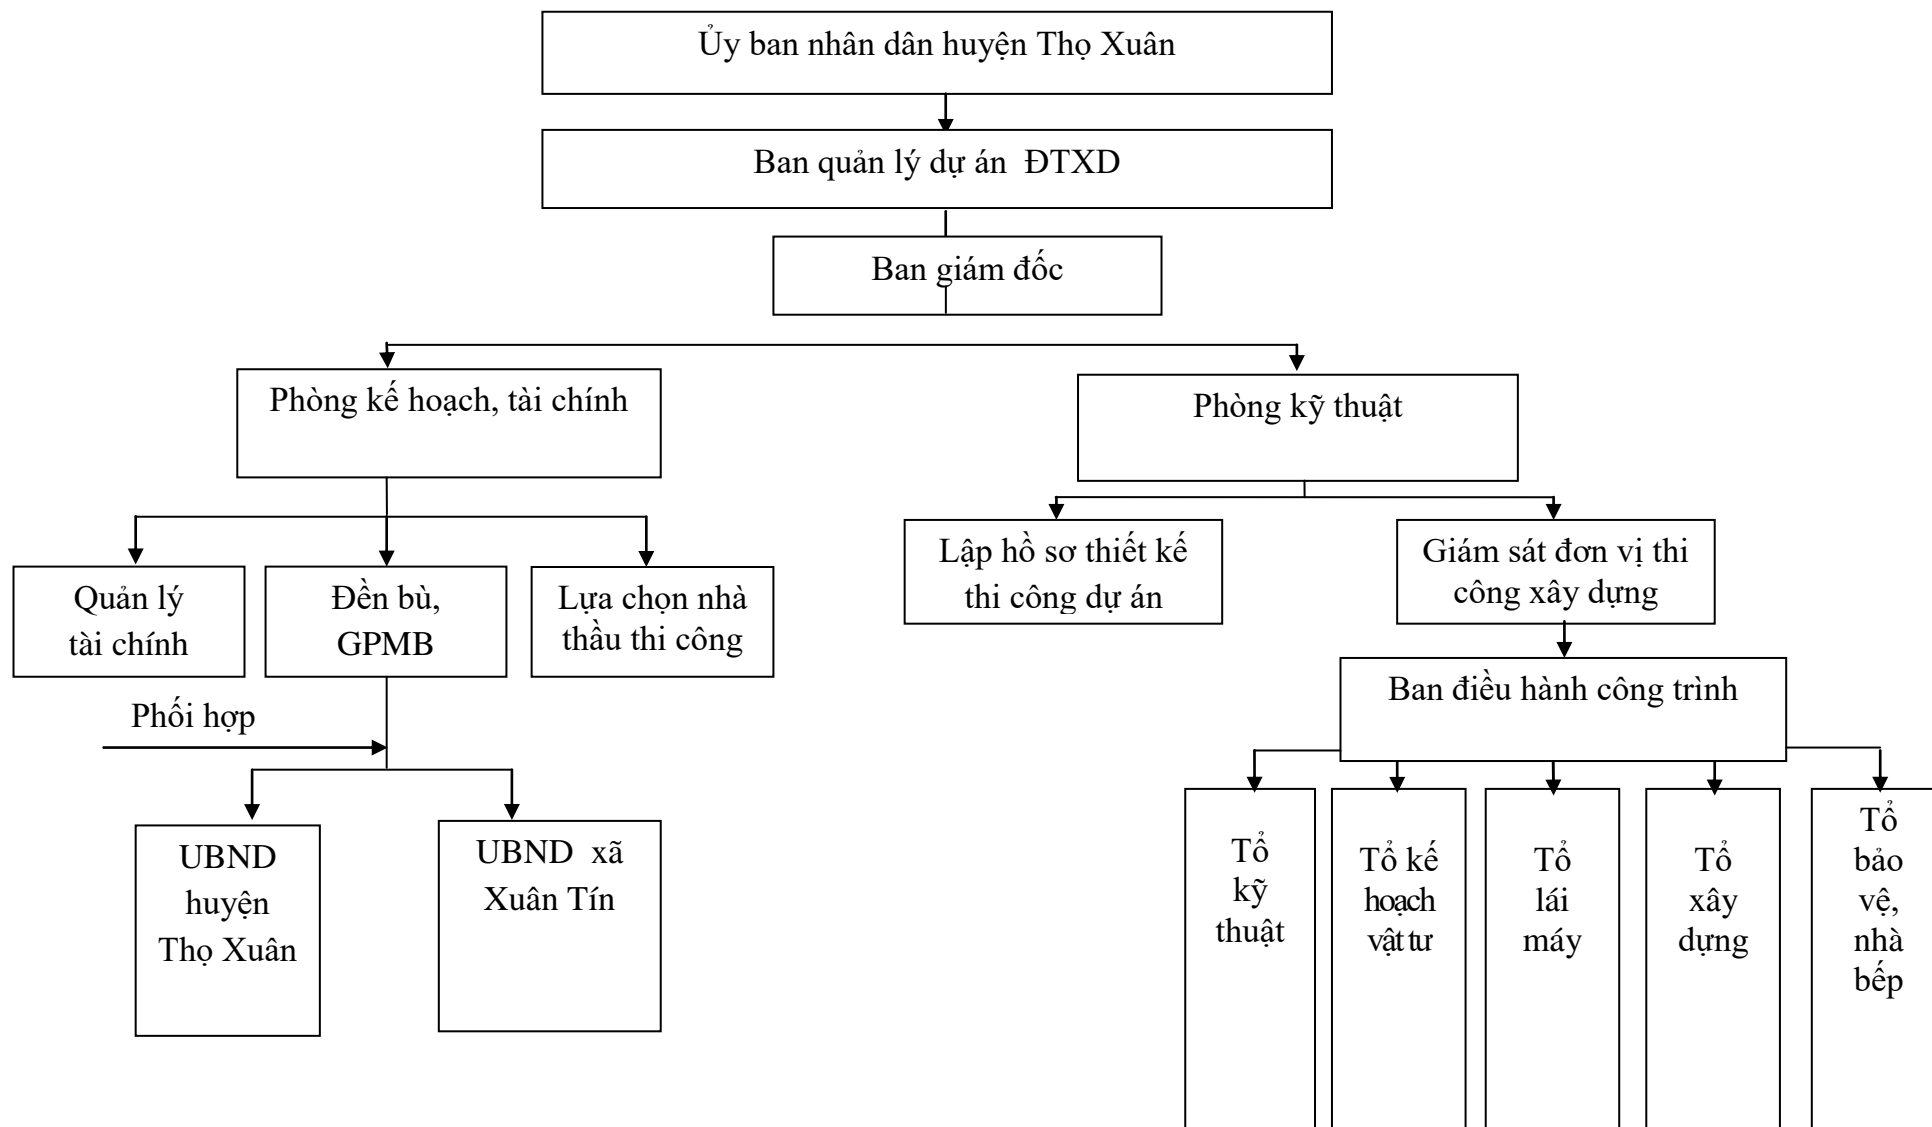 Ủy ban nhân dân huyện Thọ Xuân
Ban quản lý dự án ĐTXD
Ban giám đốc
Phòng kế hoạch, tài chính
Phòng kỹ thuật
Quản lý
tài chính
Đền bù,
GPMB
Lựa chọn nhà
thầu thi công
Lập hồ sơ thiết kế
thi công dự án
Giám sát đơn vị thi
công xây dựng
Ban điều hành công trình
Phối hợp
UBND
huyện
Thọ Xuân
UBND xã
Xuân Tín
Tổ
kỹ
thuật
Tổ kế
hoạch
vật tư
Tổ
lái
máy
Tổ
xây
dựng
Tổ
bảo
vệ,
nhà
bếp